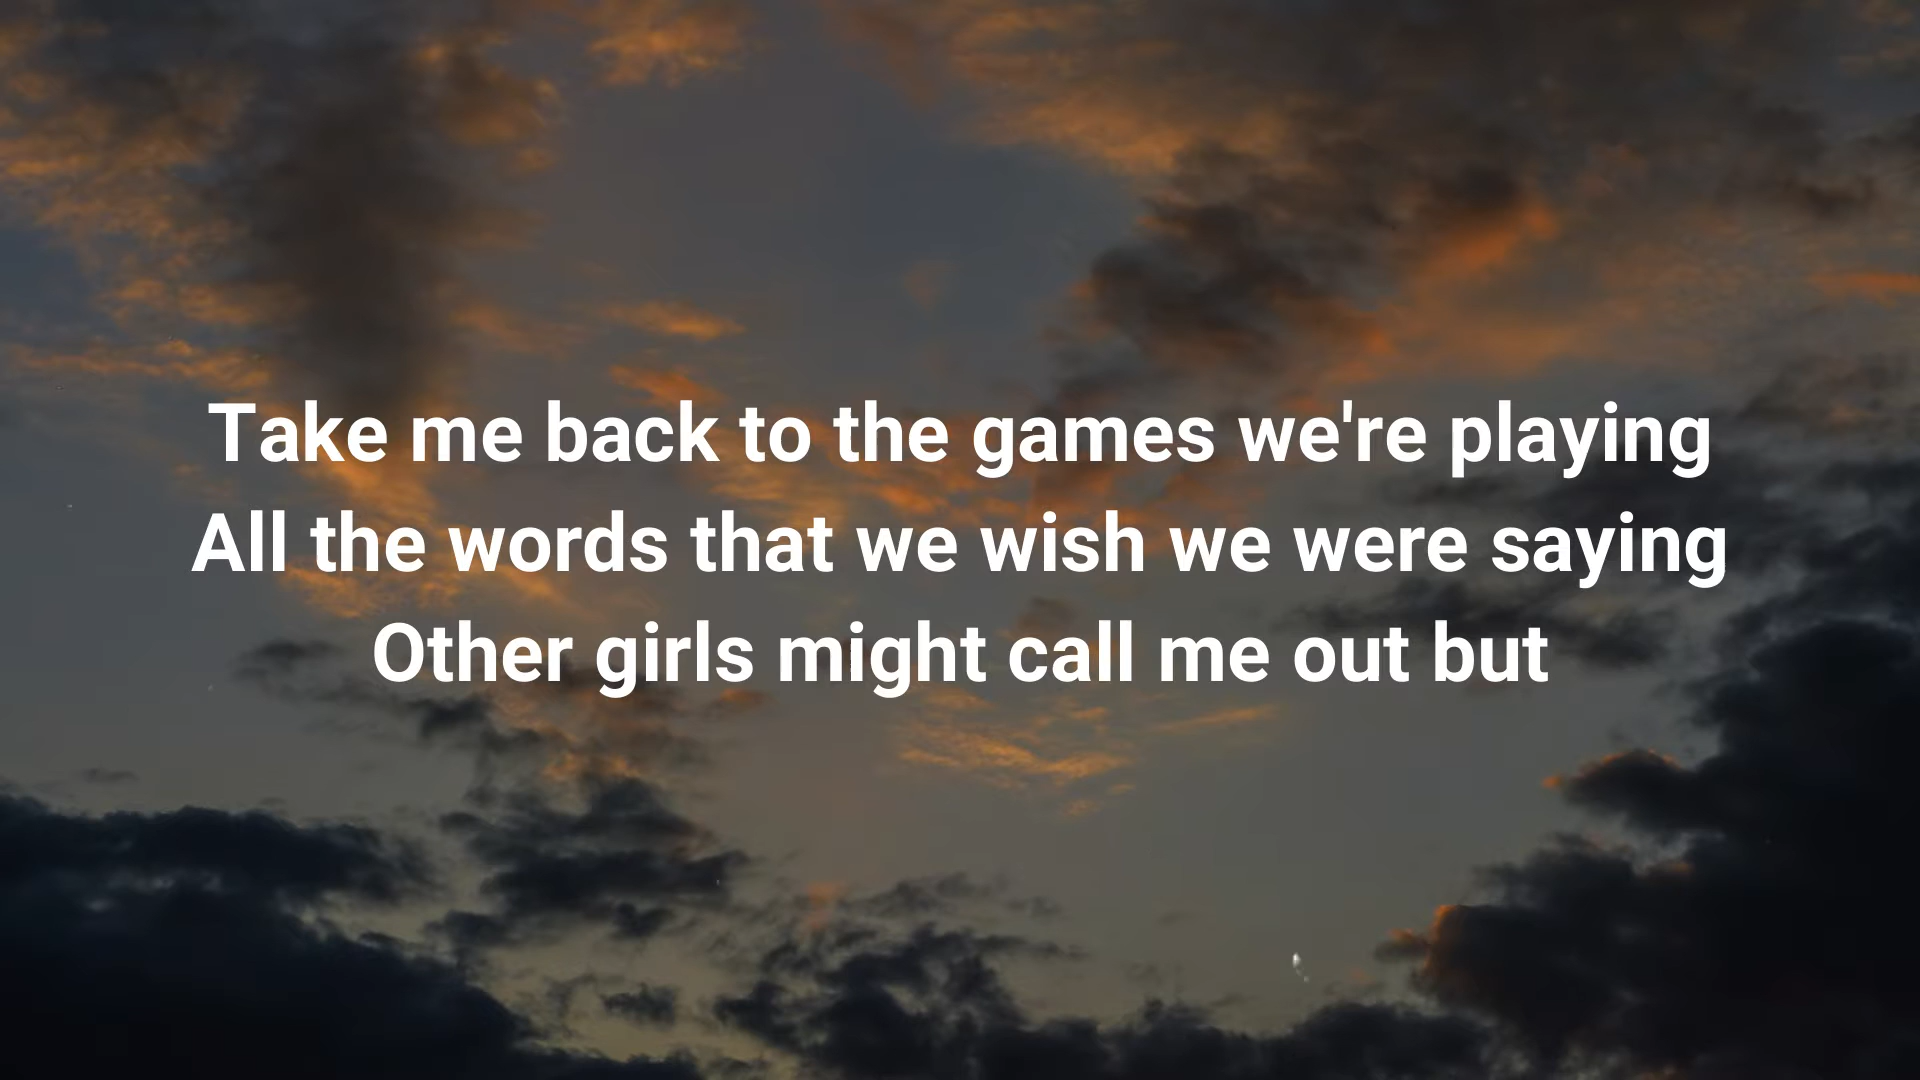 Take me back to the games we're playing
All the words that we wish we were saying
Other girls might call me out but